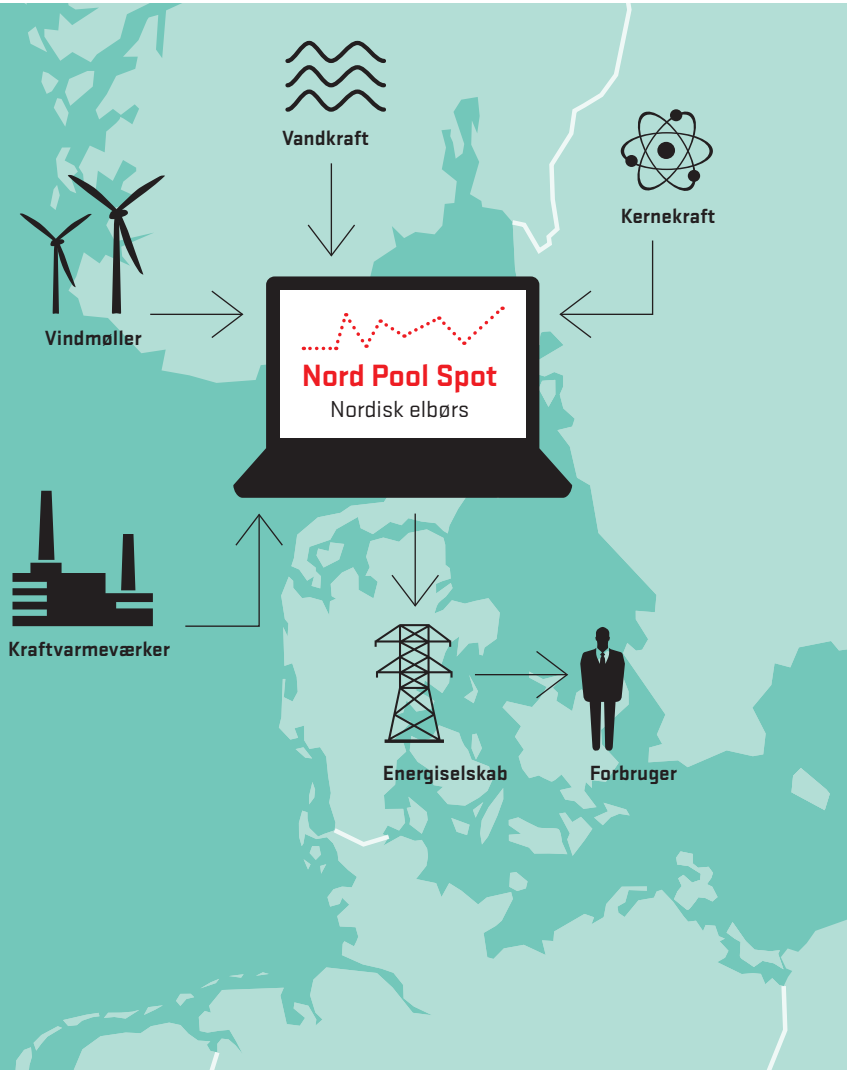 Vandkraft
Kernekraft
Vindmøller
Nord Pool Spot
Nordisk elbørs
Kraftvarmeværker
Energiselskab
Forbruger